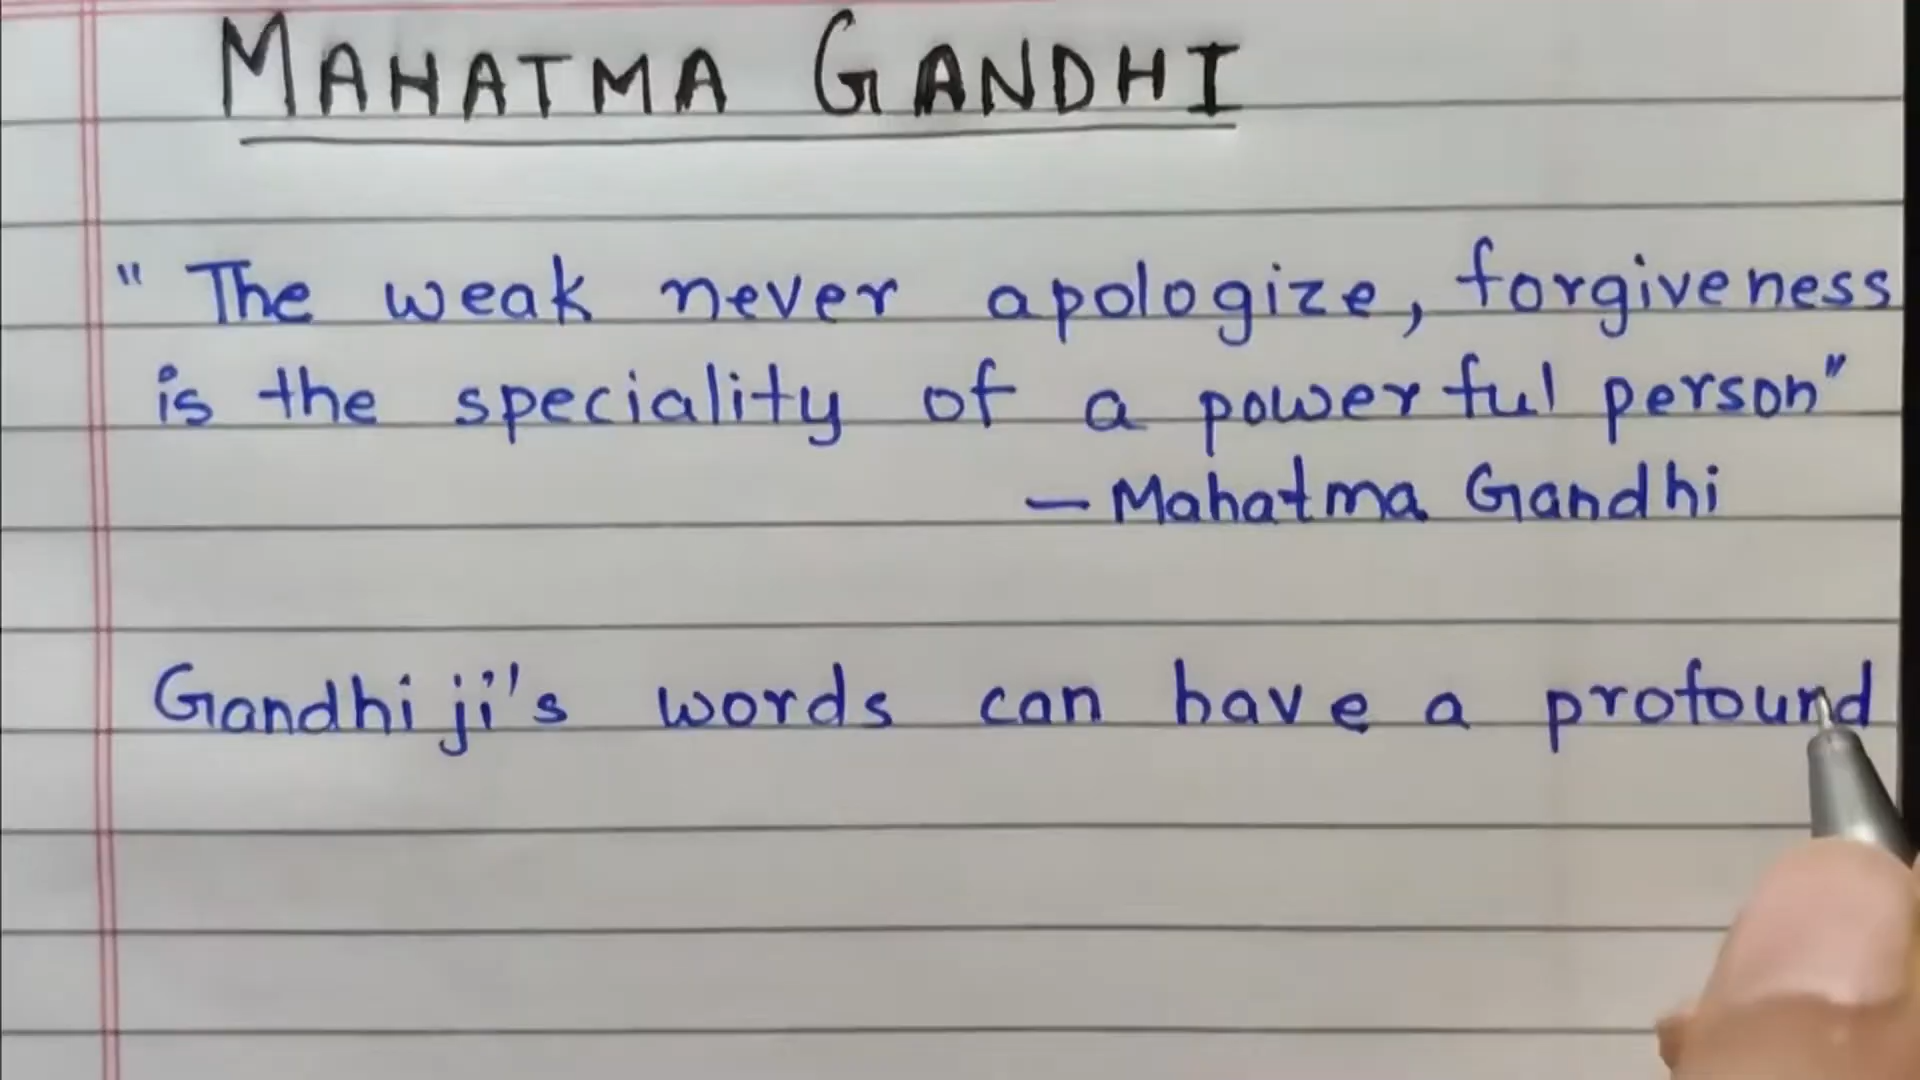 MAHATMA GANDHI
" The weak never apologize, forgiveness
is the speciality of a powerful person"
– Mahatma Gandhi
Gandhiji's words can have a profound